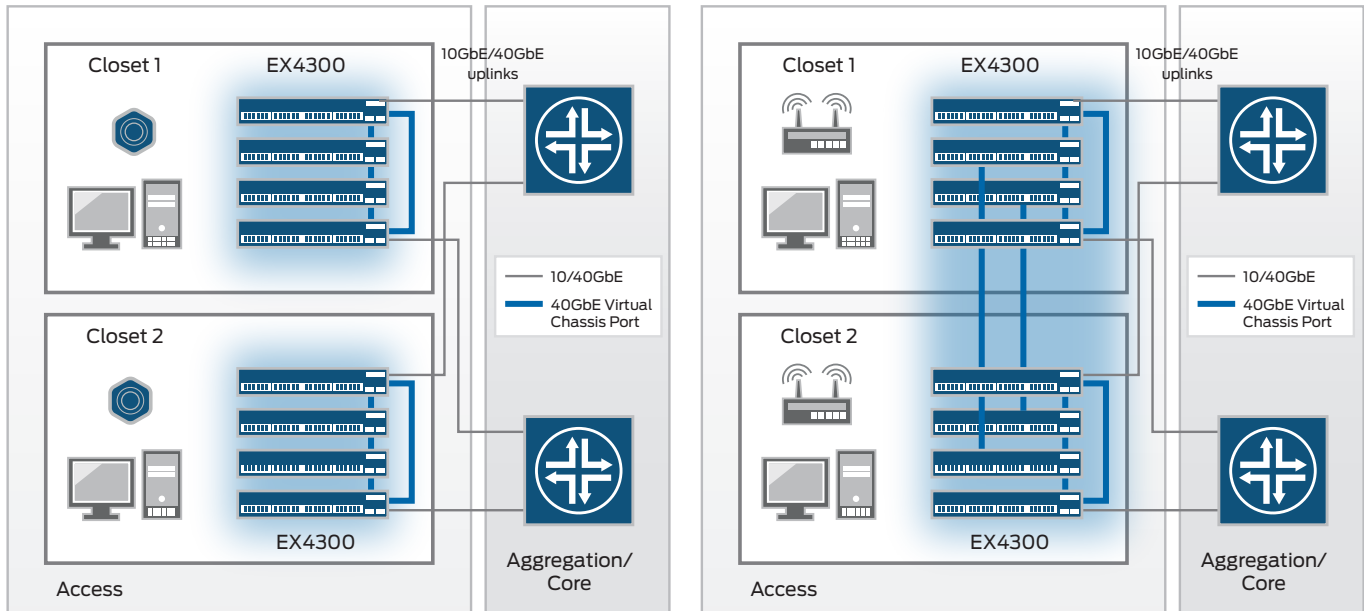 Closet 1
EX4300
10GbE/40GbE
uplinks
10/40GbE
40GbE Virtual
Chassis Port
Closet 2
EX4300
Access
Aggregation/
Core
Closet 1
EX4300
10GbE/40GbE
uplinks
10/40GbE
40GbE Virtual
Chassis Port
Closet 2
EX4300
Access
Aggregation/
Core